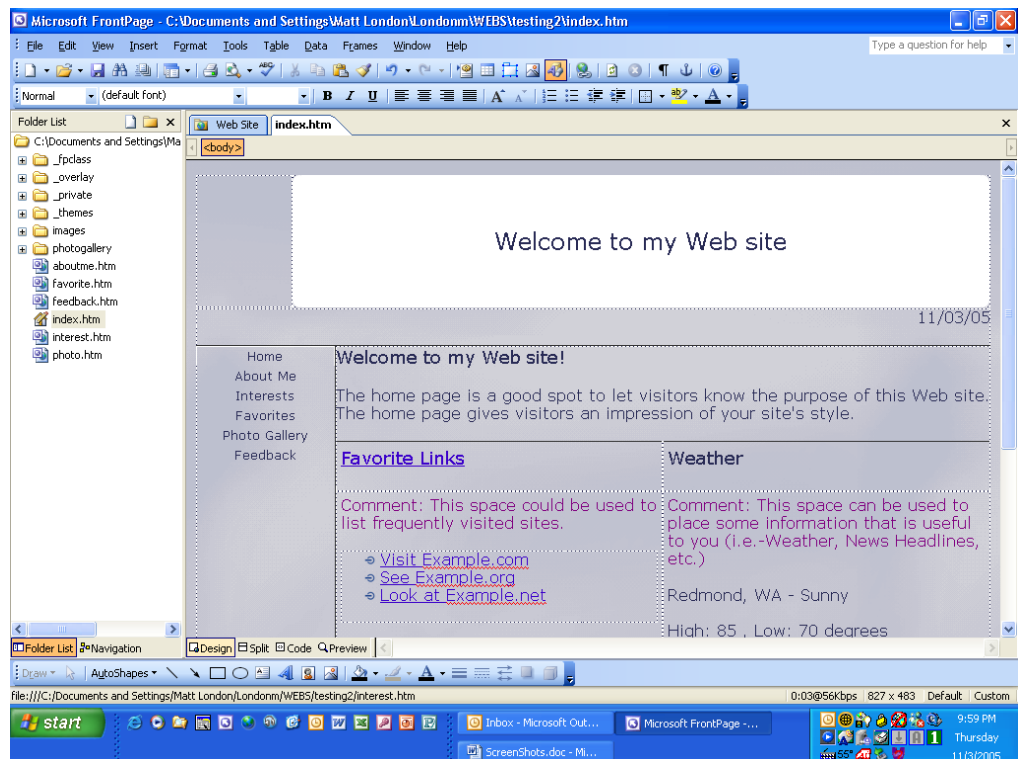 Microsoft FrontPage - C:\Documents and Settings\Matt London\Londonm\WEBS\testing2\index.htm
File Edit View Insert Format Tools Table Data Frames Window Help
Type a question for help
Normal (default font)
B I U
Folder List
Web Site index.htm
C:\Documents and Settings\Ma
<body>
_fpclass
_overlay
_private
_themes
images
photogallery
aboutme.htm
favorite.htm
feedback.htm
index.htm
interest.htm
photo.htm
Welcome to my Web site
11/03/05
Home
About Me
Interests
Favorites
Photo Gallery
Feedback
Welcome to my Web site!
The home page is a good spot to let visitors know the purpose of this Web site.
The home page gives visitors an impression of your site's style.
Favorite Links
Comment: This space could be used to
list frequently visited sites.
Visit Example.com
See Example.org
Look at Example.net
Weather
Comment: This space can be used to
place some information that is useful
to you (i.e.-Weather, News Headlines,
etc.)
Redmond, WA - Sunny
High: 85 , Low: 70 degrees
Folder List Navigation
Design Split Code Preview
Draw AutoShapes
file:///C:/Documents and Settings/Matt London/Londonm/WEBS/testing2/interest.htm
0:03@56Kbps 827 x 483 Default Custom
start
Inbox - Microsoft Out...
Microsoft FrontPage -...
ScreenShots.doc - Mi...
55°
9:59 PM
Thursday
11/3/2005